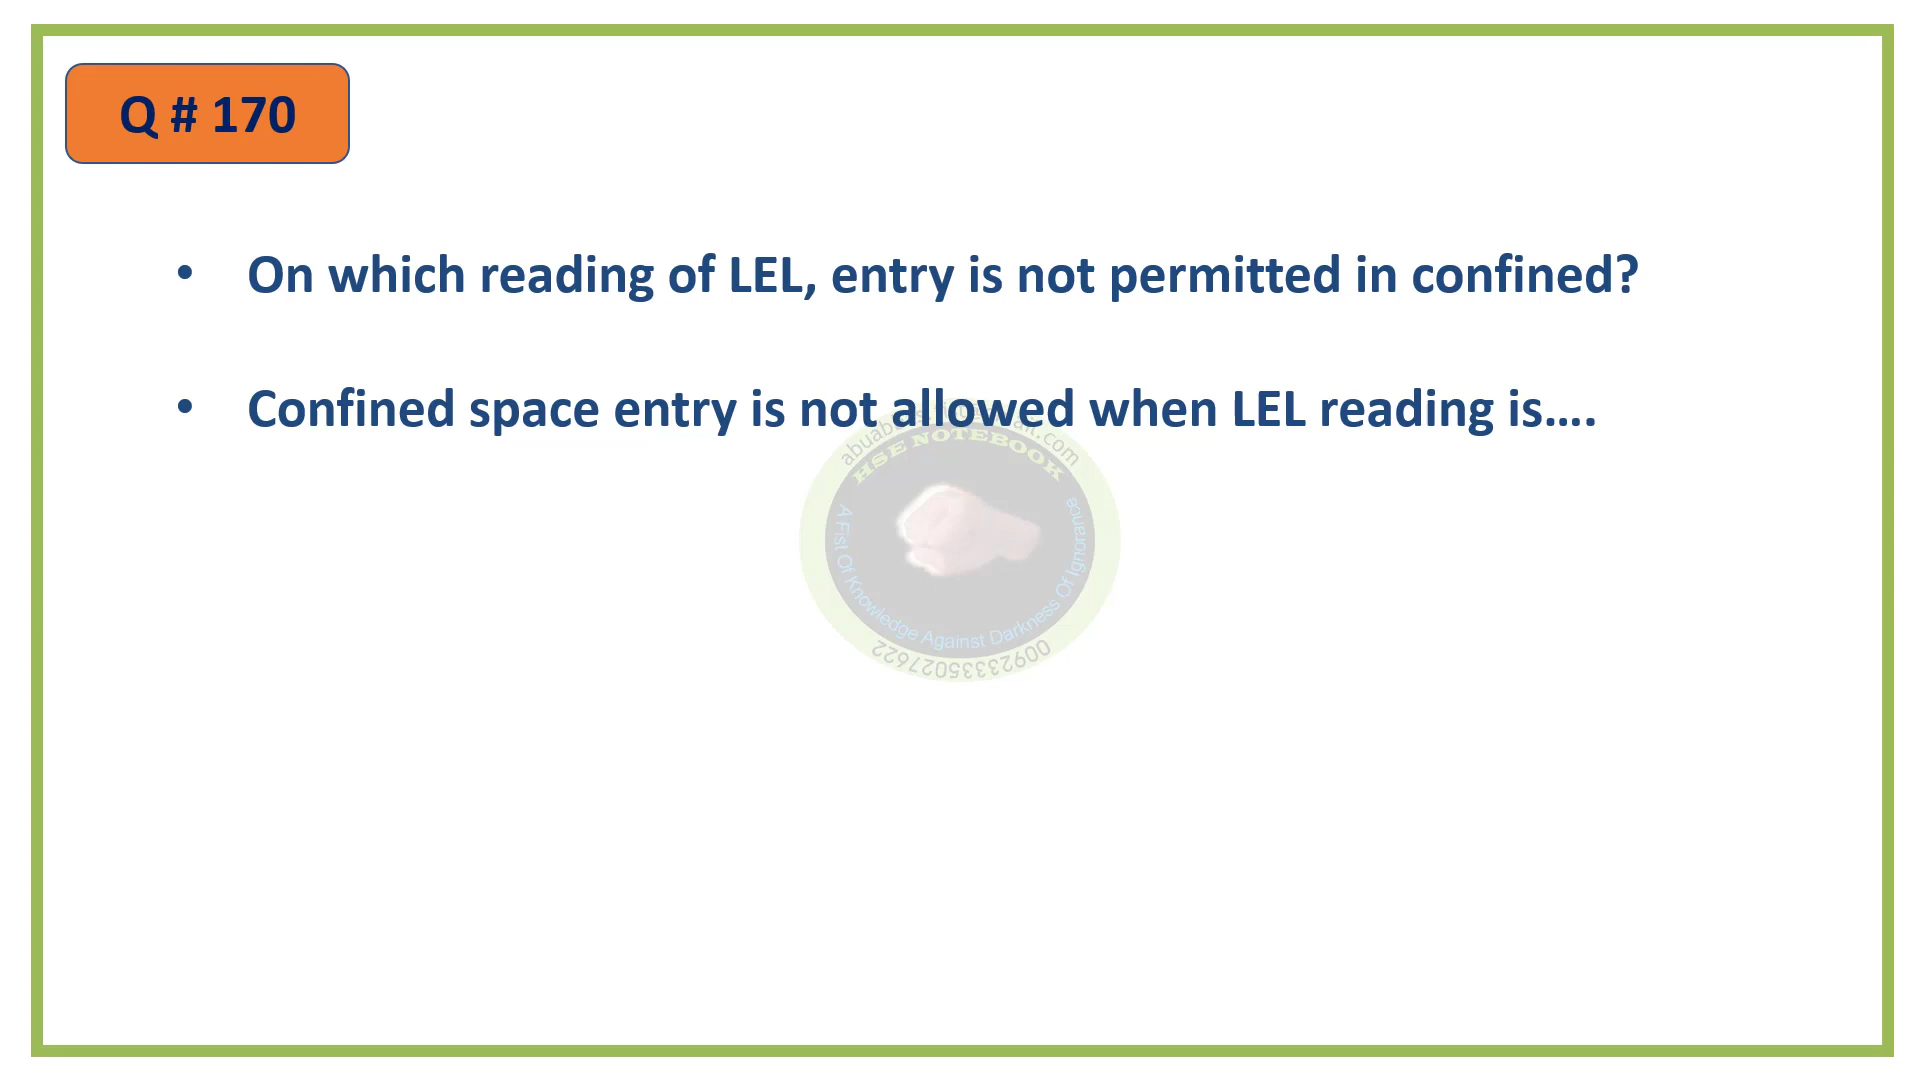 Q # 170
• On which reading of LEL, entry is not permitted in confined?
• Confined space entry is not allowed when LEL reading is....
HSE NOTEBOOK
A Fist Of Knowledge Against Darkness Of Ignorance
00923335027622